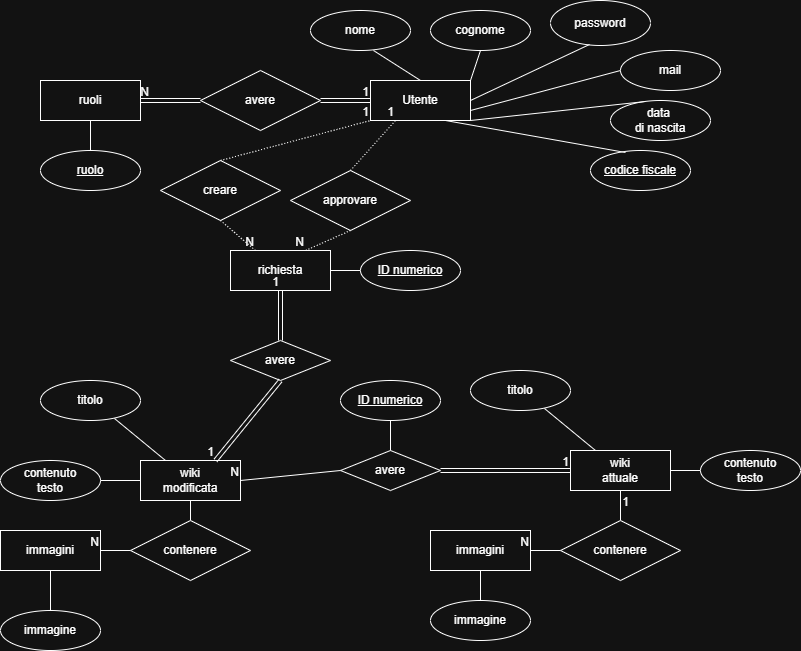 nome
cognome
password
mail
data
di nascita
codice fiscale
ruoli
N
avere
1
Utente
1
1
ruolo
creare
approvare
N
N
richiesta
1
ID numerico
avere
titolo
1
wiki
modificata
N
contenuto
testo
ID numerico
avere
titolo
1
wiki
attuale
contenuto
testo
1
immagini
N
contenere
immagini
N
contenere
immagine
immagine